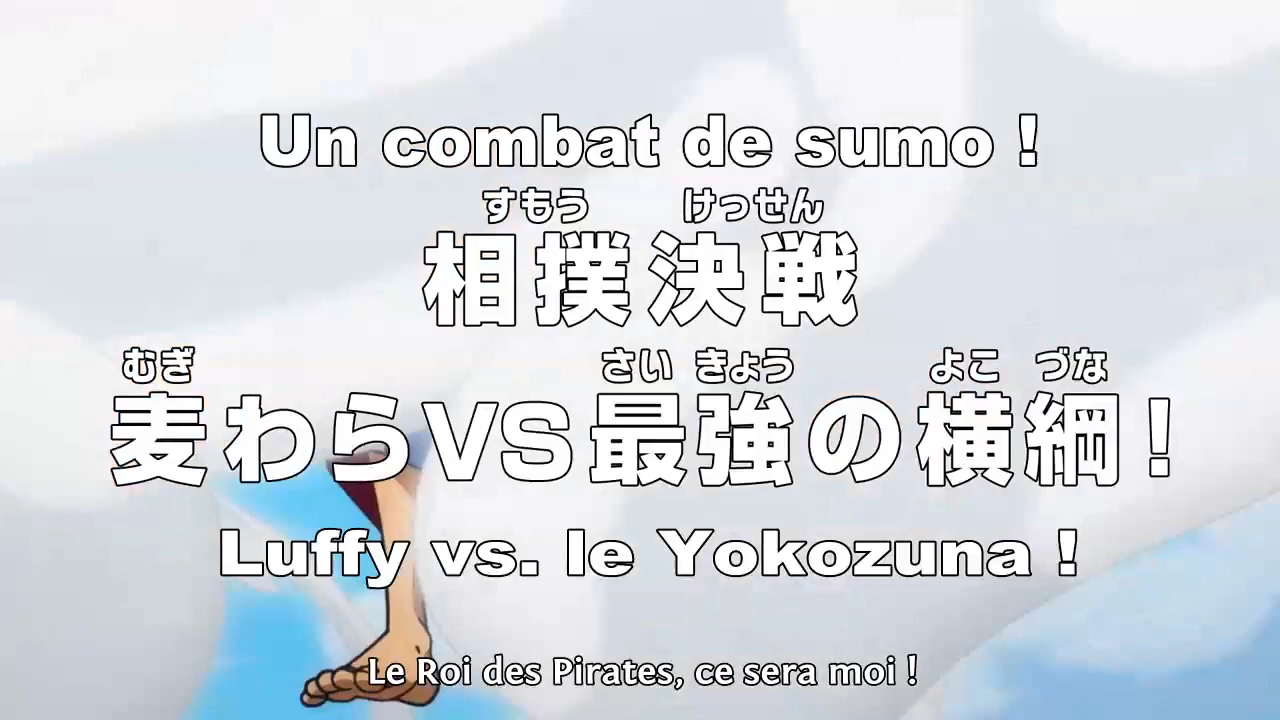 Un combat de sumo !
すもう けっせん
相撲決戦
むぎ さい きょう よこ づな
麦わらVS最強の横綱!
Luffy vs. le Yokozuna !
Le Roi des Pirates, ce sera moi !